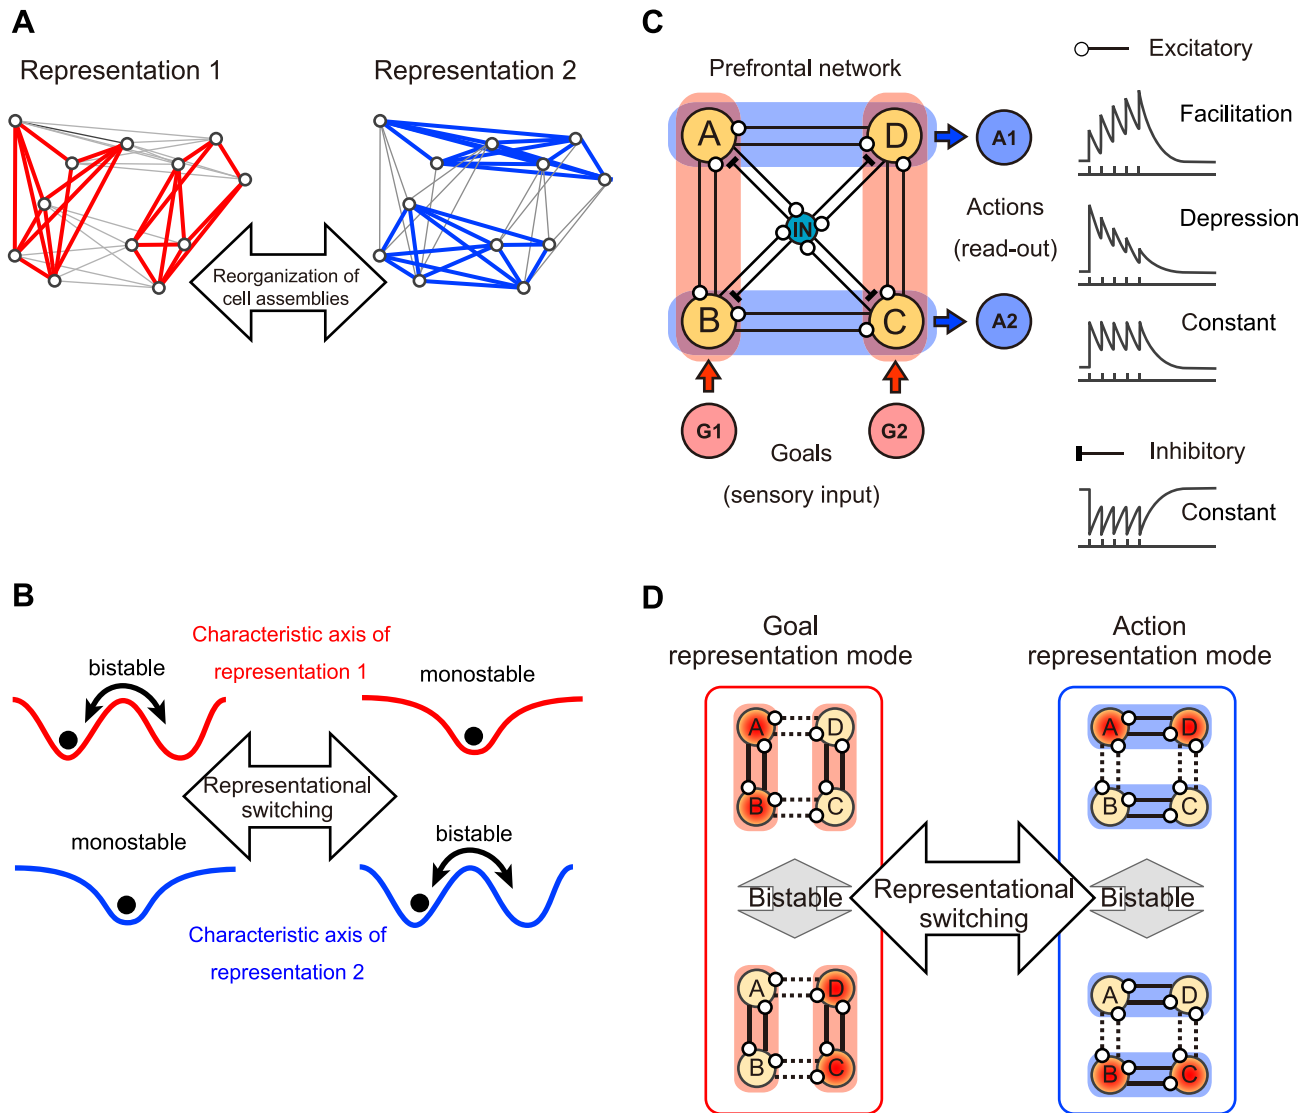 A
Representation 1
Representation 2
Reorganization of
cell assemblies
B
Characteristic axis of
representation 1
bistable
monostable
Representational
switching
monostable
bistable
Characteristic axis of
representation 2
C
Prefrontal network
A
D
IN
B
C
A1
Actions
(read-out)
A2
G1
G2
Goals
(sensory input)
Excitatory
Facilitation
Depression
Constant
Inhibitory
Constant
D
Goal
representation mode
Action
representation mode
A
D
B
C
A
D
B
C
Bistable
Representational
switching
Bistable
A
D
B
C
A
D
B
C